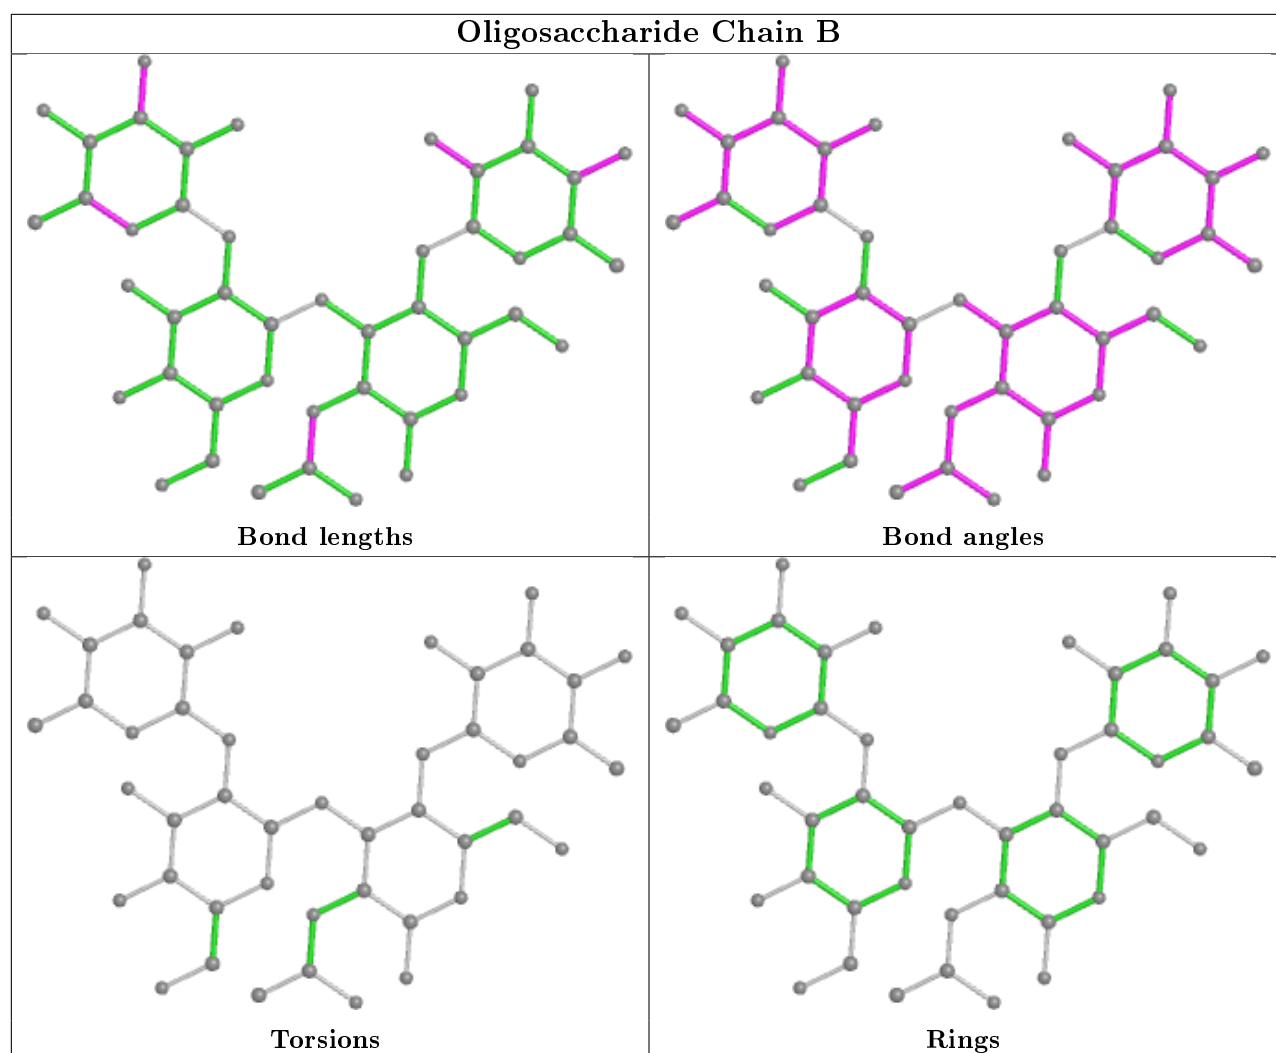 Oligosaccharide Chain B
Bond lengths
Bond angles
Torsions
Rings